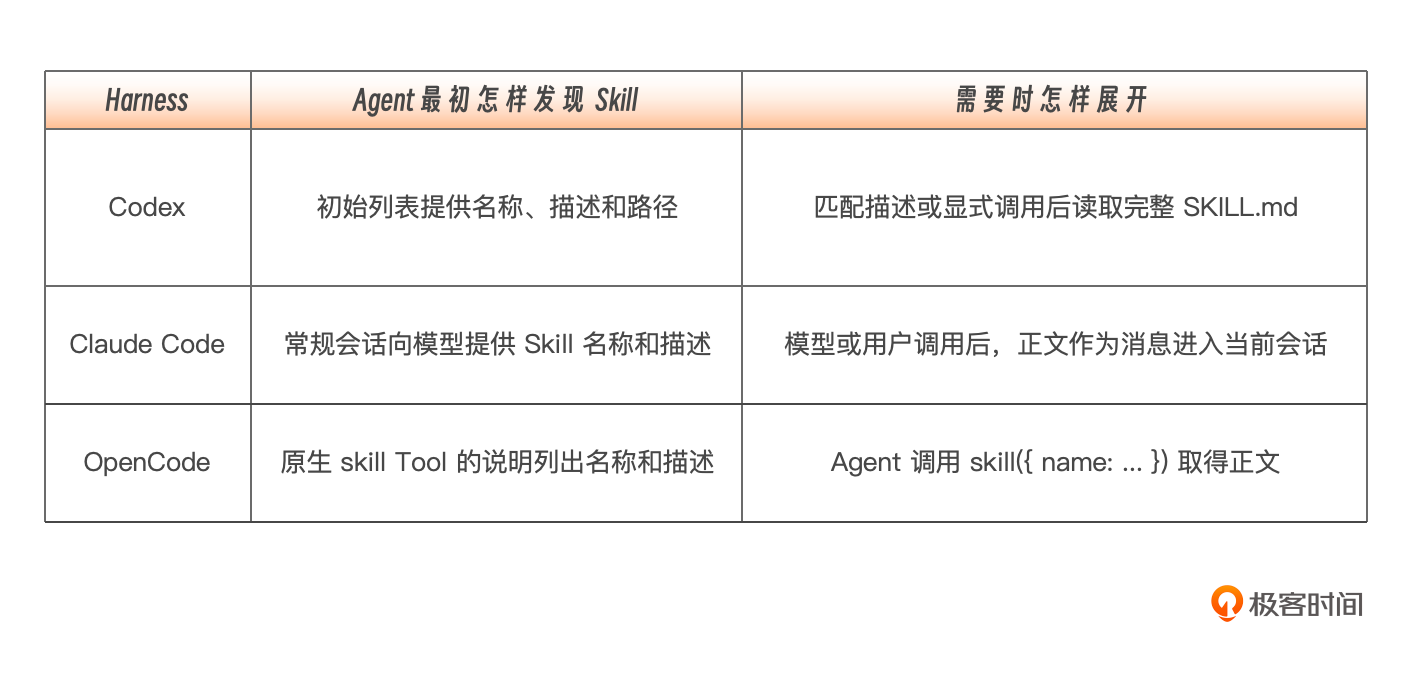 Harness
Agent 最初怎样发现 Skill
需要时怎样展开
Codex
初始列表提供名称、描述和路径
匹配描述或显式调用后读取完整 SKILL.md
Claude Code
常规会话向模型提供 Skill 名称和描述
模型或用户调用后，正文作为消息进入当前会话
OpenCode
原生 skill Tool 的说明列出名称和描述
Agent 调用 skill({ name: ... }) 取得正文
极客时间